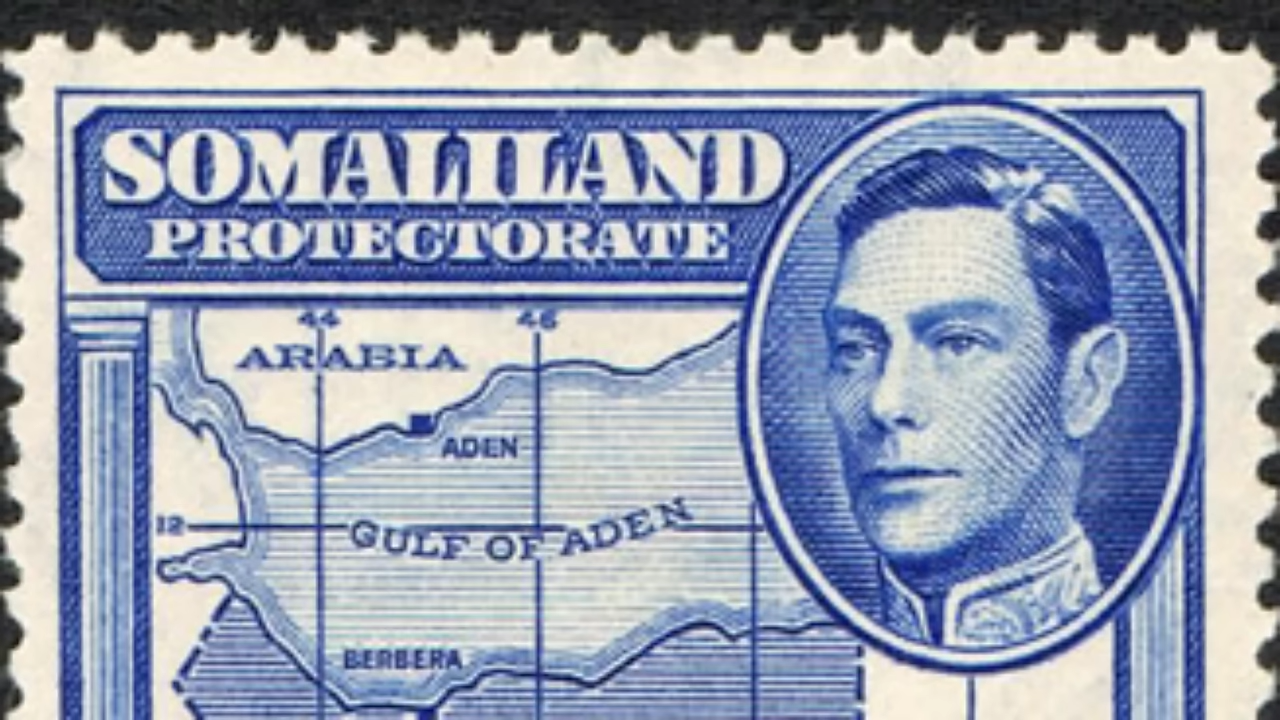 SOMALILAND
PROTECTORATE
44 46
ARABIA
ADEN
12 GULF OF ADEN
BERBERA